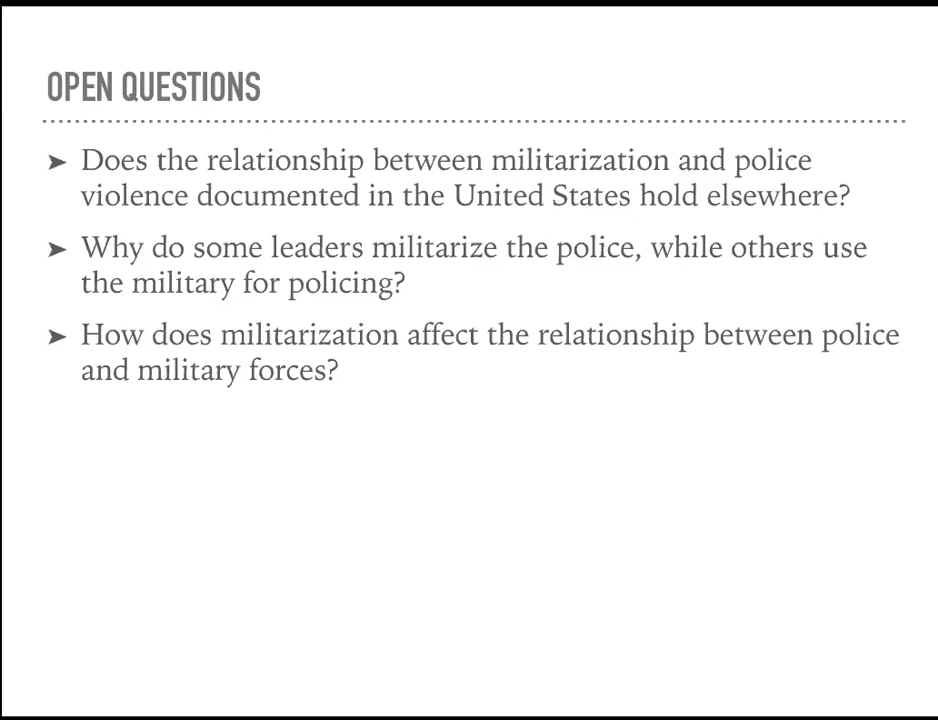 OPEN QUESTIONS
➤ Does the relationship between militarization and police
violence documented in the United States hold elsewhere?
➤ Why do some leaders militarize the police, while others use
the military for policing?
➤ How does militarization affect the relationship between police
and military forces?